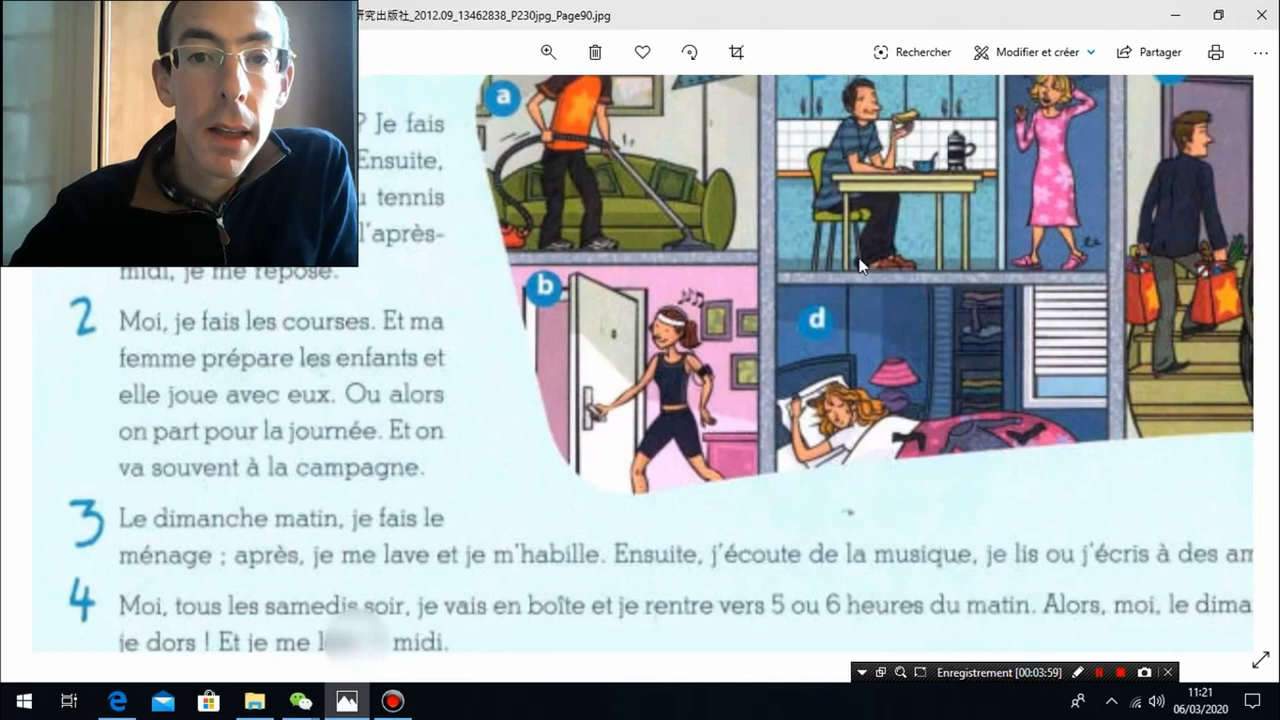 研究出版社_2012.09_13462838_P230jpg_Page90.jpg
Rechercher
Modifier et créer
Partager
? Je fais
Ensuite,
tennis
l'après-
midi, je me repose.
2 Moi, je fais les courses. Et ma
femme prépare les enfants et
elle joue avec eux. Ou alors
on part pour la journée. Et on
va souvent à la campagne.
3 Le dimanche matin, je fais le
ménage ; après, je me lave et je m'habille. Ensuite, j'écoute de la musique, je lis ou j'écris à des
4 Moi, tous les samedis soir, je vais en boîte et je rentre vers 5 ou 6 heures du matin. Alors, moi, le
je dors ! Et je me midi.
a
b
d
Enregistrement [00:03:59]
11:21
06/03/2020